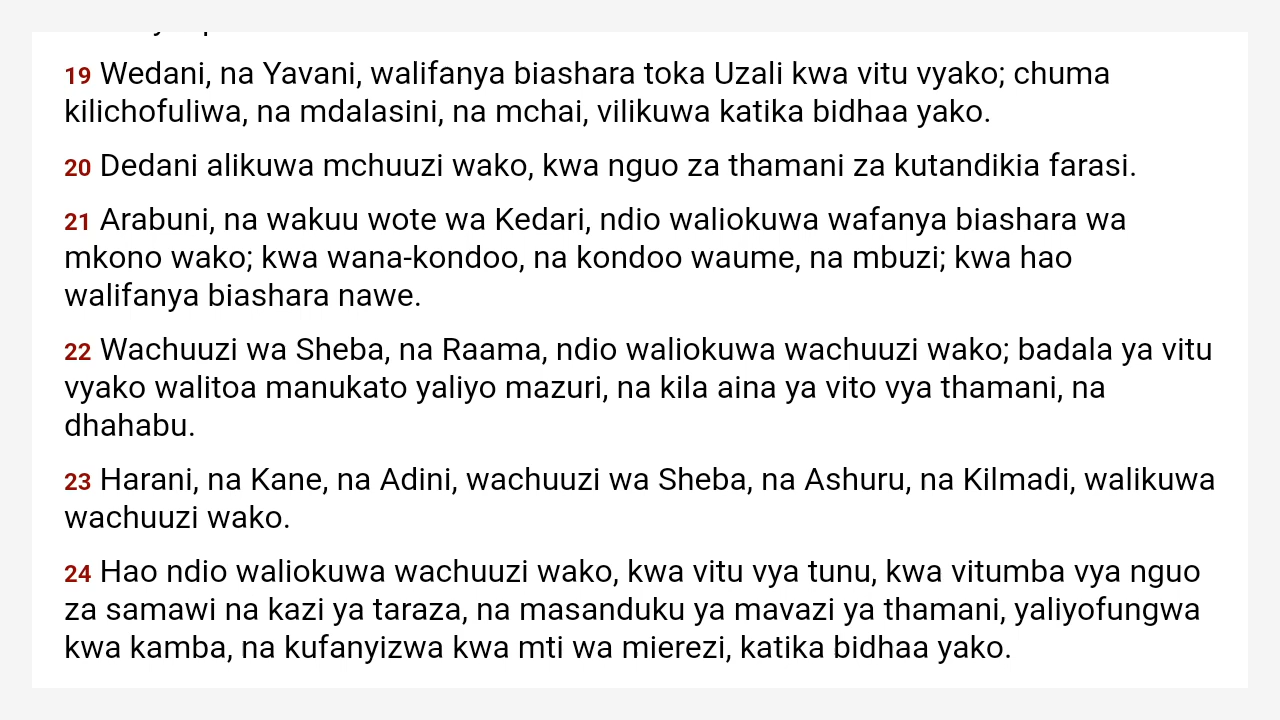 19 Wedani, na Yavani, walifanya biashara toka Uzali kwa vitu vyako; chuma
kilichofuliwa, na mdalasini, na mchai, vilikuwa katika bidhaa yako.
20 Dedani alikuwa mchuuzi wako, kwa nguo za thamani za kutandikia farasi.
21 Arabuni, na wakuu wote wa Kedari, ndio waliokuwa wafanya biashara wa
mkono wako; kwa wana-kondoo, na kondoo waume, na mbuzi; kwa hao
walifanya biashara nawe.
22 Wachuuzi wa Sheba, na Raama, ndio waliokuwa wachuuzi wako; badala ya vitu
vyako walitoa manukato yaliyo mazuri, na kila aina ya vito vya thamani, na
dhahabu.
23 Harani, na Kane, na Adini, wachuuzi wa Sheba, na Ashuru, na Kilmadi, walikuwa
wachuuzi wako.
24 Hao ndio waliokuwa wachuuzi wako, kwa vitu vya tunu, kwa vitumba vya nguo
za samawi na kazi ya taraza, na masanduku ya mavazi ya thamani, yaliyofungwa
kwa kamba, na kufanyizwa kwa mti wa mierezi, katika bidhaa yako.